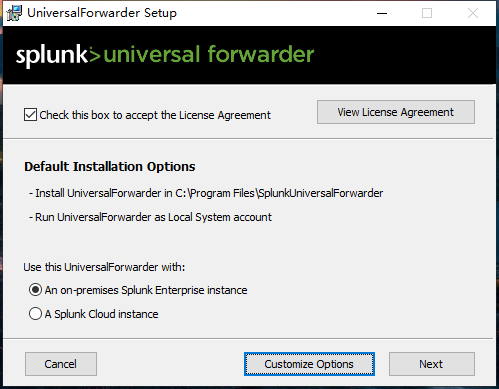 UniversalForwarder Setup
splunk>universal forwarder
Check this box to accept the License Agreement
View License Agreement
Default Installation Options
- Install UniversalForwarder in C:\Program Files\SplunkUniversalForwarder
- Run UniversalForwarder as Local System account
Use this UniversalForwarder with:
An on-premises Splunk Enterprise instance
A Splunk Cloud instance
Cancel
Customize Options
Next